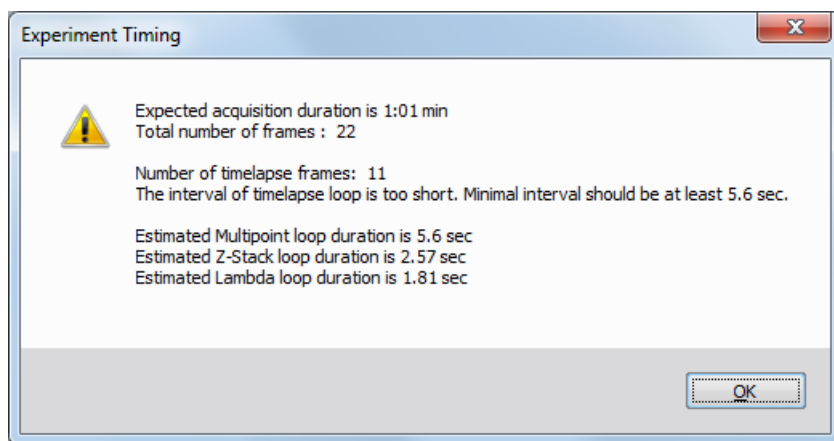 Experiment Timing
Expected acquisition duration is 1:01 min
Total number of frames : 22
Number of timelapse frames: 11
The interval of timelapse loop is too short. Minimal interval should be at least 5.6 sec.
Estimated Multipoint loop duration is 5.6 sec
Estimated Z-Stack loop duration is 2.57 sec
Estimated Lambda loop duration is 1.81 sec
OK